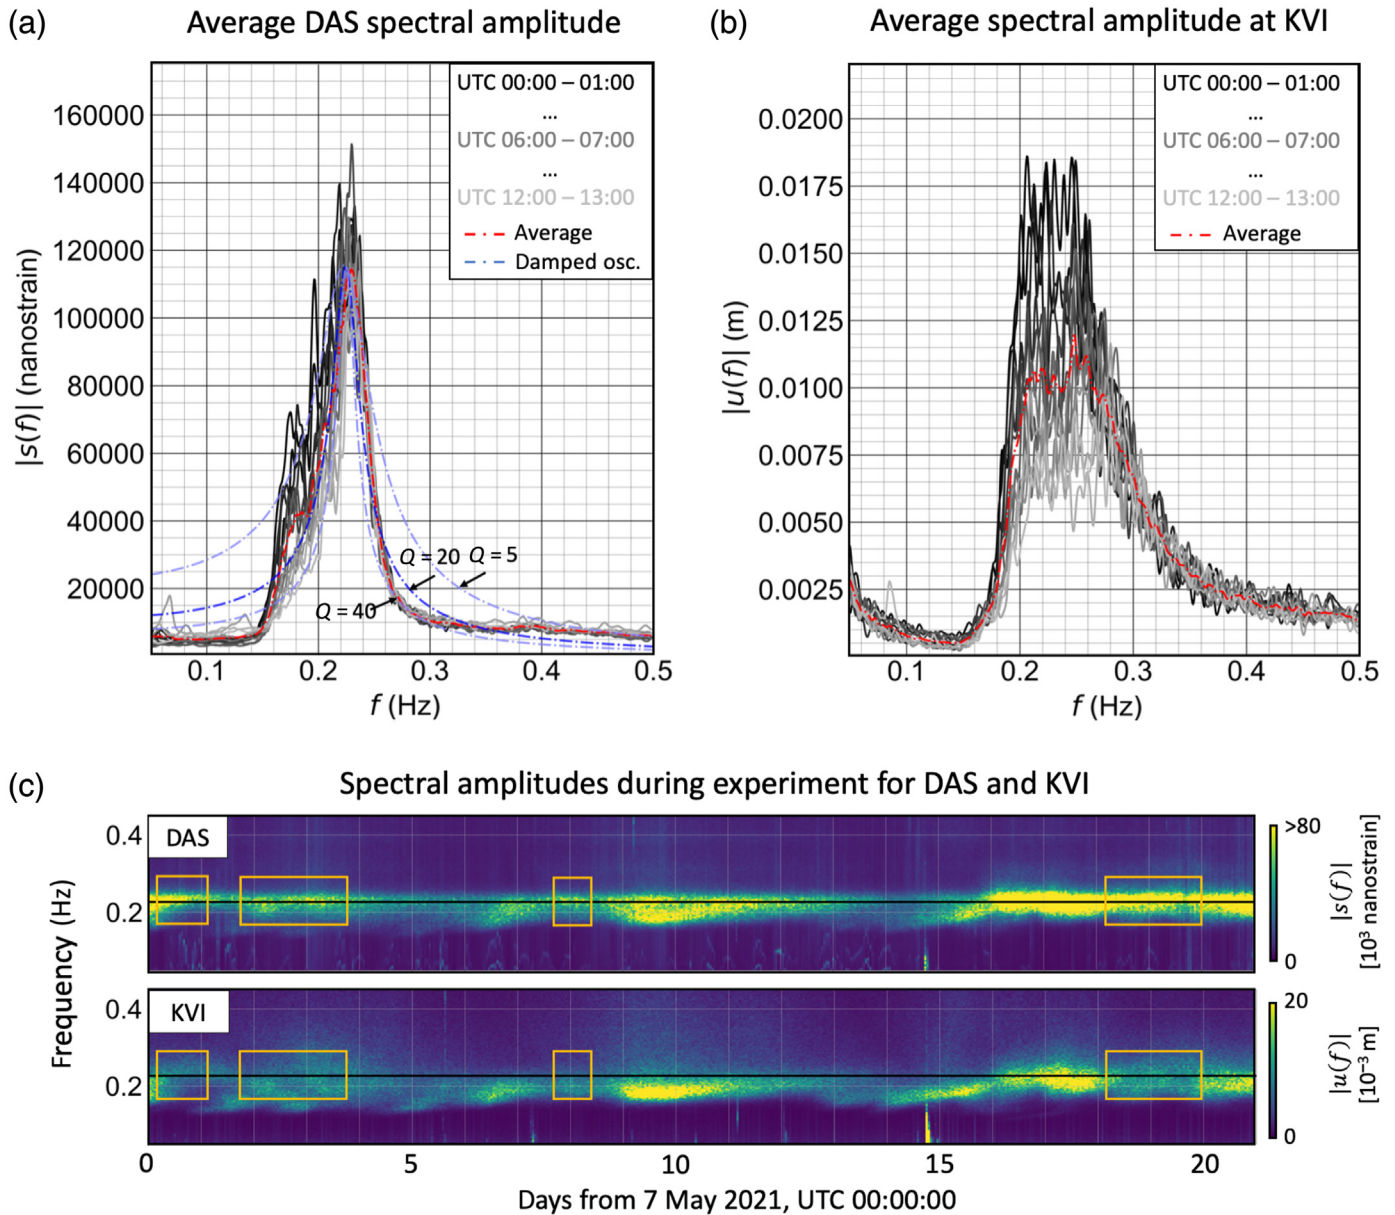 (a) Average DAS spectral amplitude
UTC 00:00 – 01:00
...
UTC 06:00 – 07:00
...
UTC 12:00 – 13:00
Average
Damped osc.
160000
140000
120000
100000
80000
60000
40000
20000
|s(f)| (nanostrain)
Q = 20 Q = 5
Q = 40
0.1 0.2 0.3 0.4 0.5
f (Hz)
(b) Average spectral amplitude at KVI
UTC 00:00 – 01:00
...
UTC 06:00 – 07:00
...
UTC 12:00 – 13:00
Average
0.0200
0.0175
0.0150
0.0125
0.0100
0.0075
0.0050
0.0025
|u(f)| (m)
0.1 0.2 0.3 0.4 0.5
f (Hz)
(c) Spectral amplitudes during experiment for DAS and KVI
DAS
0.4
0.2
>80
0
|s(f)|
[10³ nanostrain]
Frequency (Hz)
KVI
0.4
0.2
20
0
|u(f)|
[10⁻³ m]
0 5 10 15 20
Days from 7 May 2021, UTC 00:00:00